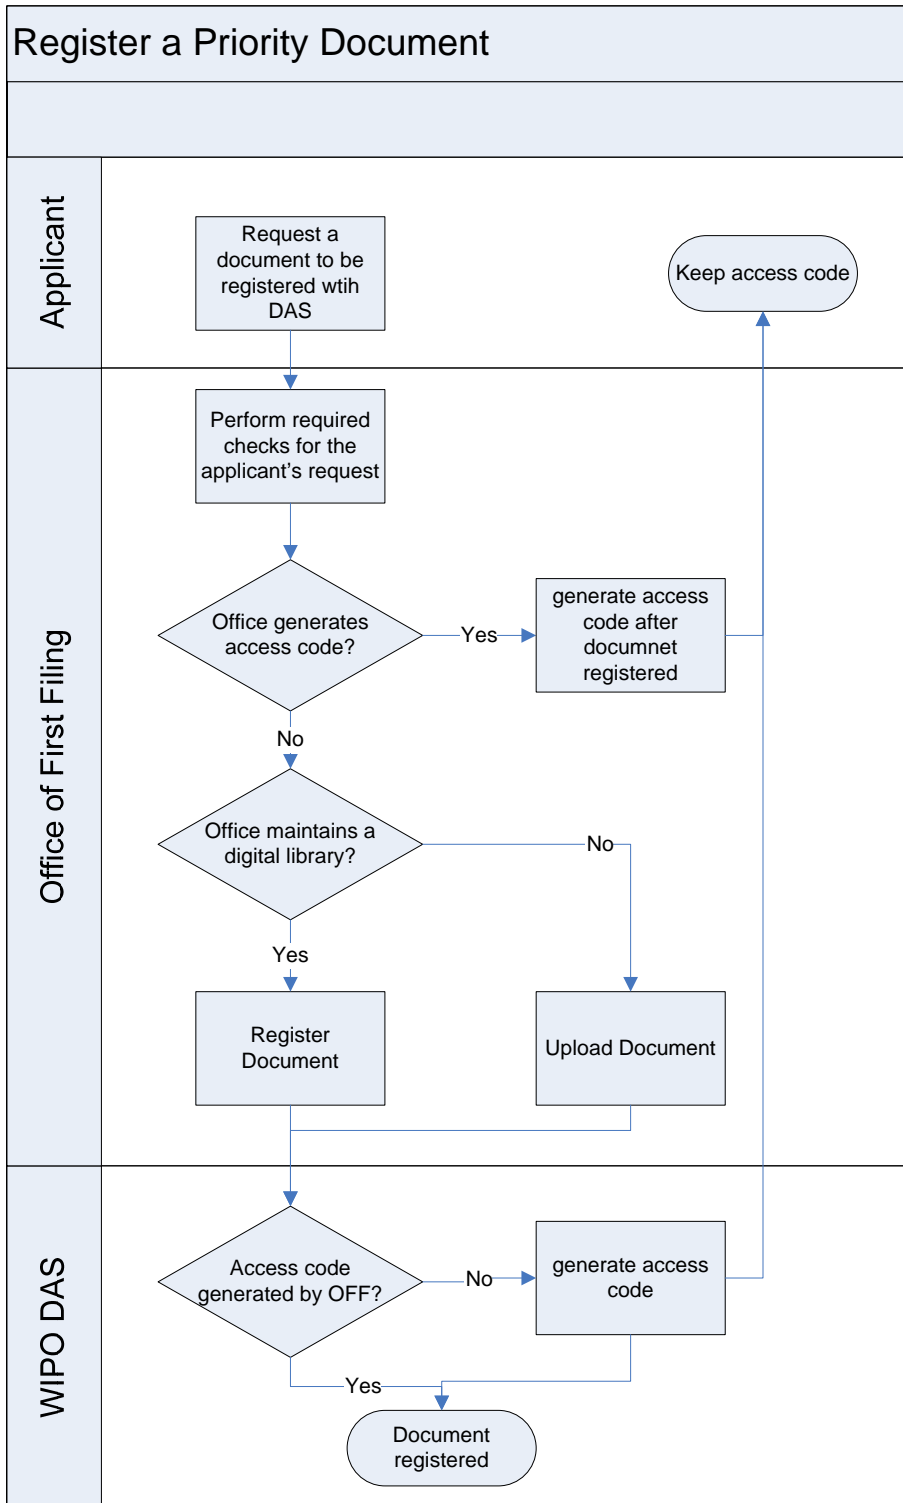 Register a Priority Document
Applicant
Request a
document to be
registered wtih
DAS
Keep access code
Office of First Filing
Perform required
checks for the
applicant's request
Office generates
access code?
Yes
generate access
code after
documnet
registered
No
Office maintains a
digital library?
No
Yes
Register
Document
Upload Document
WIPO DAS
Access code
generated by OFF?
No
generate access
code
Yes
Document
registered